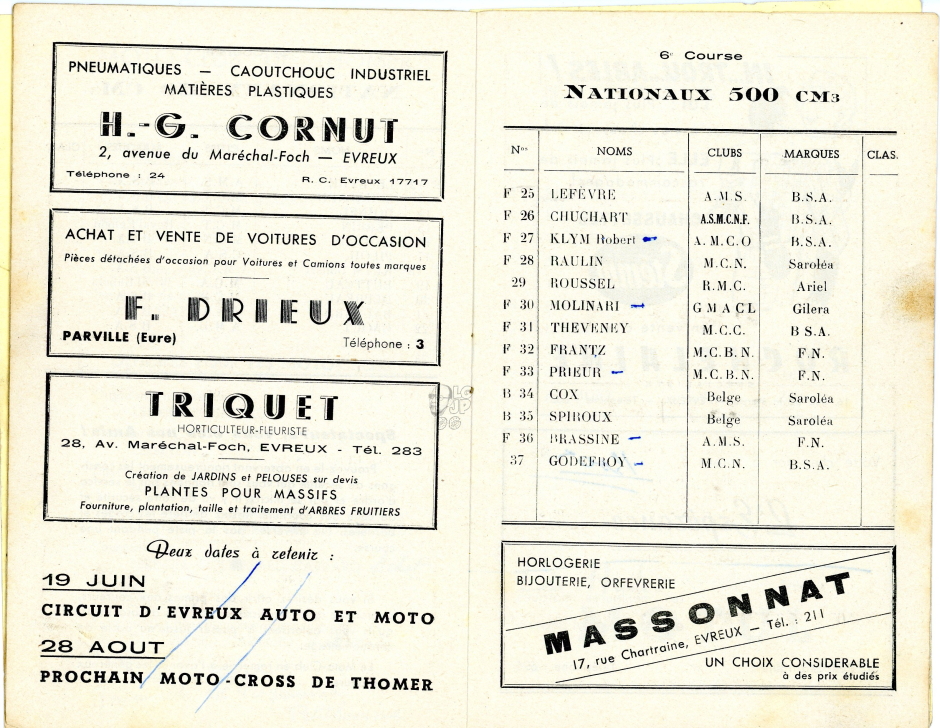 PNEUMATIQUES — CAOUTCHOUC INDUSTRIEL
MATIÈRES PLASTIQUES
H.-G. CORNUT
2, avenue du Maréchal-Foch — EVREUX
Téléphone : 24 R. C. Evreux 17717
ACHAT ET VENTE DE VOITURES D'OCCASION
Pièces détachées d'occasion pour Voitures et Camions toutes marques
F. DRIEUX
PARVILLE (Eure) Téléphone : 3
TRIQUET
HORTICULTEUR-FLEURISTE
28, Av. Maréchal-Foch, EVREUX - Tél. 283
Création de JARDINS et PELOUSES sur devis
PLANTES POUR MASSIFS
Fourniture, plantation, taille et traitement d'ARBRES FRUITIERS
Deux dates à retenir :
19 JUIN
CIRCUIT D'EVREUX AUTO ET MOTO
28 AOUT
PROCHAIN MOTO-CROSS DE THOMER
6e Course
NATIONAUX 500 CM3
Nos NOMS CLUBS MARQUES CLAS.
F 25 LEFÈVRE A.M.S. B.S.A.
F 26 CHUCHART A.S.M.C.N.F. B.S.A.
F 27 KLYM Robert A.M.C.O B.S.A.
F 28 RAULIN M.C.N. Saroléa
29 ROUSSEL R.M.C. Ariel
F 30 MOLINARI G M A C L Gilera
F 31 THEVENEY M.C.C. B S.A.
F 32 FRANTZ M.C.B.N. F.N.
F 33 PRIEUR M.C.B.N. F.N.
B 34 COX Belge Saroléa
B 35 SPIROUX Belge Saroléa
F 36 BRASSINE A.M.S. F.N.
37 GODEFROY M.C.N. B.S.A.
HORLOGERIE
BIJOUTERIE, ORFEVRERIE
MASSONNAT
17, rue Chartraine, EVREUX — Tél. : 211
UN CHOIX CONSIDERABLE
à des prix étudiés